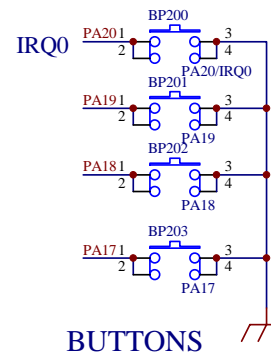 BP200
IRQ0 PA20 1 3
2 4
PA20/IRQ0
BP201
PA19 1 3
2 4
PA19
BP202
PA18 1 3
2 4
PA18
BP203
PA17 1 3
2 4
PA17
BUTTONS